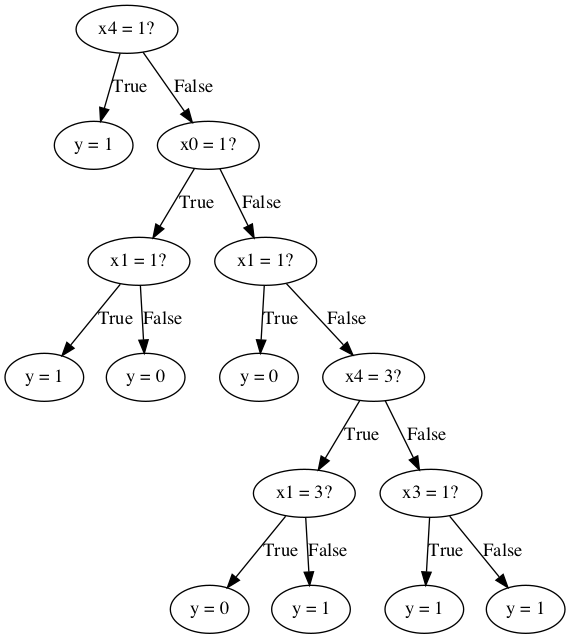 x4 = 1?
True
False
y = 1
x0 = 1?
True
False
x1 = 1?
x1 = 1?
True
False
True
False
y = 1
y = 0
y = 0
x4 = 3?
True
False
x1 = 3?
x3 = 1?
True
False
True
False
y = 0
y = 1
y = 1
y = 1